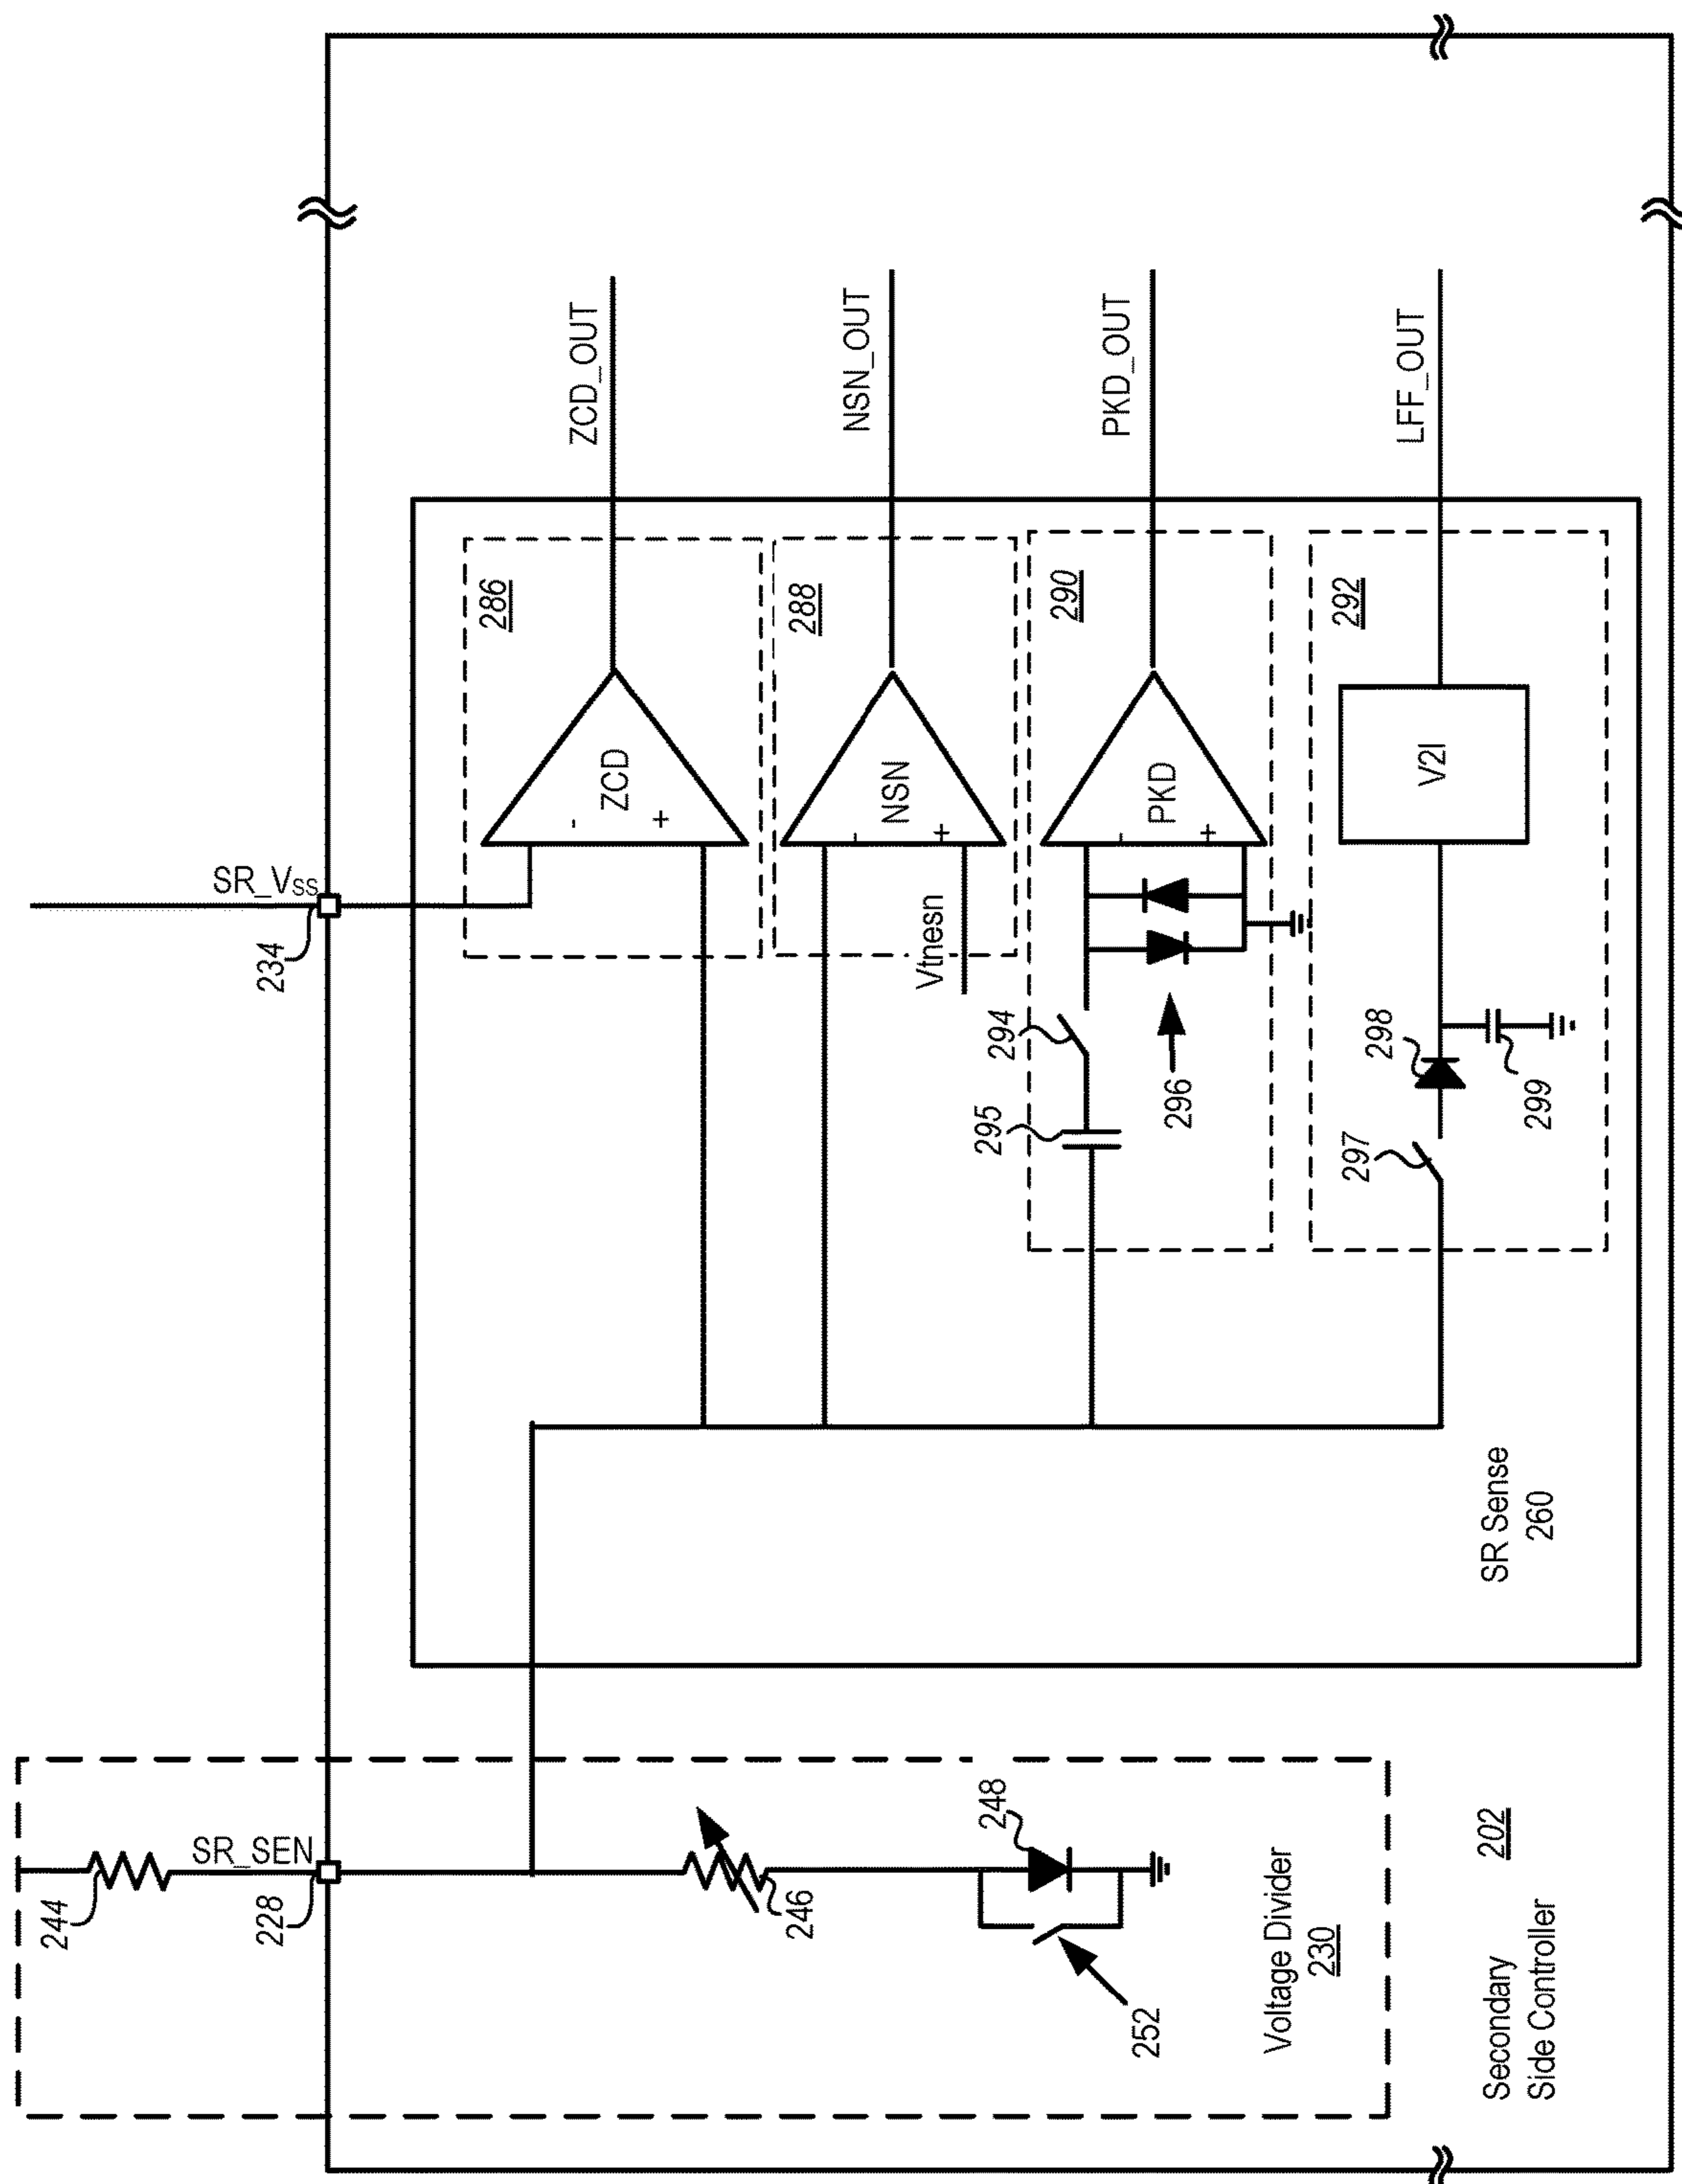 244
SR_SEN
228
246
248
252
Voltage Divider
230
Secondary
Side Controller
202
SR_VSS
234
ZCD
-
+
286
ZCD_OUT
NSN
-
+
Vtnesn
288
NSN_OUT
295
294
296
PKD
-
+
290
PKD_OUT
297
298
299
V2I
292
LFF_OUT
SR Sense
260